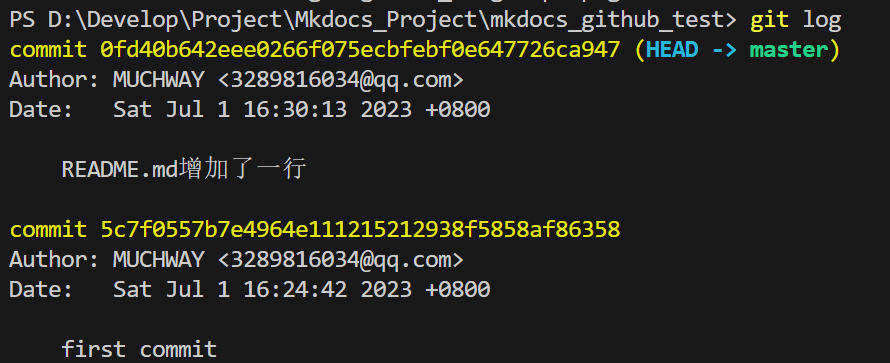 PS D:\Develop\Project\Mkdocs_Project\mkdocs_github_test> git log
commit 0fd40b642eee0266f075ecbfebf0e647726ca947 (HEAD -> master)
Author: MUCHWAY <3289816034@qq.com>
Date:   Sat Jul 1 16:30:13 2023 +0800
README.md增加了一行
commit 5c7f0557b7e4964e111215212938f5858af86358
Author: MUCHWAY <3289816034@qq.com>
Date:   Sat Jul 1 16:24:42 2023 +0800
first commit